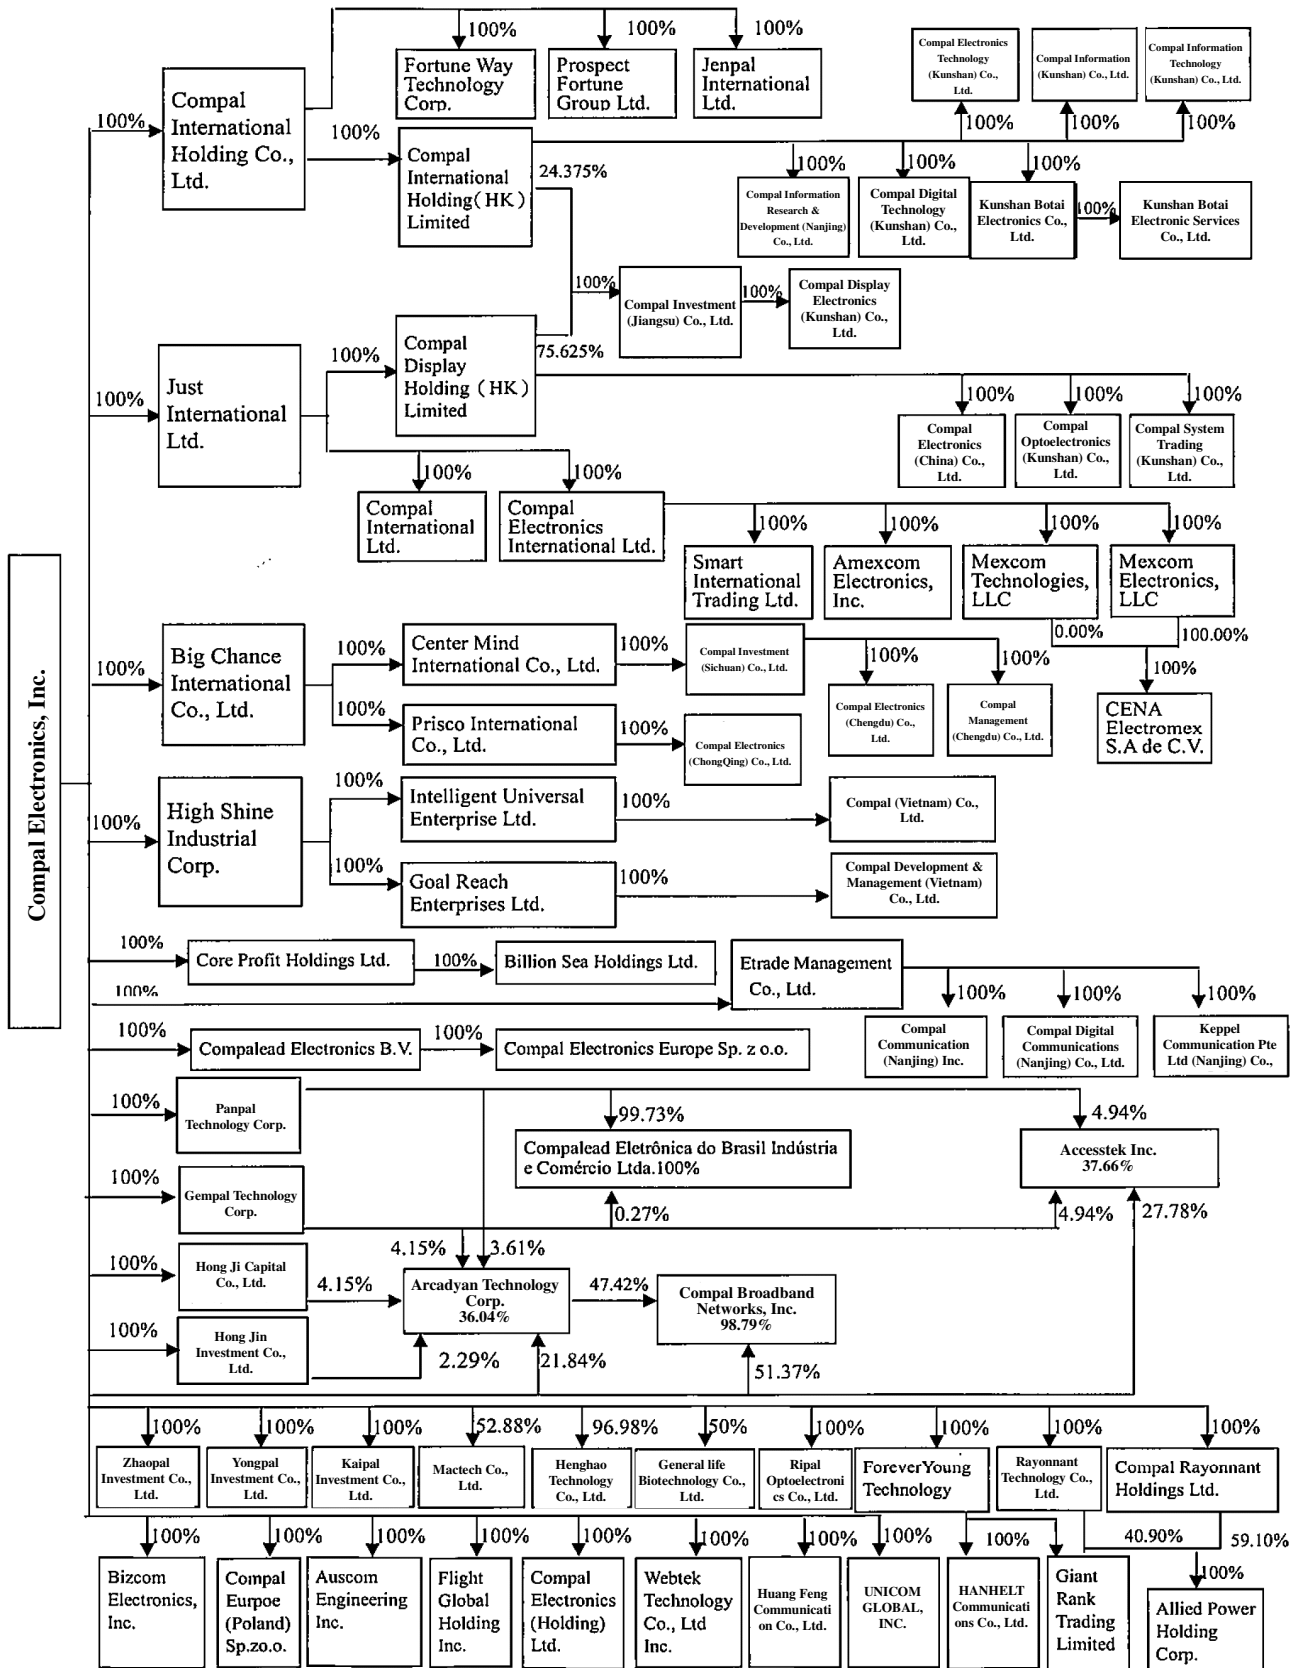 100%
100%
100%
Fortune Way
Technology
Corp.
Prospect
Fortune
Group Ltd.
Jenpal
International
Ltd.
Compal Electronics
Technology
(Kunshan) Co.,
Ltd.
Compal Information
(Kunshan) Co., Ltd.
Compal Information
Technology
(Kunshan) Co., Ltd.
100%
100%
100%
100%
Compal
International
Holding Co.,
Ltd.
100%
Compal
International
Holding(HK)
Limited
24.375%
100%
100%
100%
Compal Information
Research &
Development (Nanjing)
Co., Ltd.
Compal Digital
Technology
(Kunshan) Co.,
Ltd.
Kunshan Botai
Electronics Co.,
Ltd.
100%
Kunshan Botai
Electronic Services
Co., Ltd.
100%
Compal Investment
(Jiangsu) Co., Ltd.
100%
Compal Display
Electronics
(Kunshan) Co.,
Ltd.
75.625%
100%
Just
International
Ltd.
100%
Compal
Display
Holding (HK)
Limited
100%
100%
100%
Compal
Electronics
(China) Co.,
Ltd.
Compal
Optoelectronics
(Kunshan) Co.,
Ltd.
Compal System
Trading
(Kunshan) Co.,
Ltd.
100%
100%
Compal
International
Ltd.
Compal
Electronics
International Ltd.
100%
100%
100%
100%
Smart
International
Trading Ltd.
Amexcom
Electronics,
Inc.
Mexcom
Technologies,
LLC
Mexcom
Electronics,
LLC
0.00%
100.00%
100%
CENA
Electromex
S.A de C.V.
Compal Electronics, Inc.
100%
Big Chance
International
Co., Ltd.
100%
Center Mind
International Co., Ltd.
100%
Compal Investment
(Sichuan) Co., Ltd.
100%
100%
Compal Electronics
(Chengdu) Co.,
Ltd.
Compal
Management
(Chengdu) Co., Ltd.
100%
Prisco International
Co., Ltd.
100%
Compal Electronics
(ChongQing) Co., Ltd.
100%
High Shine
Industrial
Corp.
100%
Intelligent Universal
Enterprise Ltd.
100%
Compal (Vietnam) Co.,
Ltd.
100%
Goal Reach
Enterprises Ltd.
100%
Compal Development &
Management (Vietnam)
Co., Ltd.
100%
Core Profit Holdings Ltd.
100%
Billion Sea Holdings Ltd.
100%
Etrade Management
Co., Ltd.
100%
100%
100%
Compal
Communication
(Nanjing) Inc.
Compal Digital
Communications
(Nanjing) Co., Ltd.
Keppel
Communication Pte
Ltd (Nanjing) Co.,
100%
Compalead Electronics B.V.
100%
Compal Electronics Europe Sp. z o.o.
100%
Panpal
Technology Corp.
99.73%
4.94%
Compalead Eletrônica do Brasil Indústria
e Comércio Ltda.100%
Accesstek Inc.
37.66%
100%
Gempal Technology
Corp.
0.27%
4.94%
27.78%
4.15%
3.61%
100%
Hong Ji Capital
Co., Ltd.
4.15%
Arcadyan Technology
Corp.
36.04%
47.42%
Compal Broadband
Networks, Inc.
98.79%
100%
Hong Jin
Investment Co.,
Ltd.
2.29%
21.84%
51.37%
100%
100%
100%
52.88%
96.98%
50%
100%
100%
100%
100%
Zhaopal
Investment Co.,
Ltd.
Yongpal
Investment Co.,
Ltd.
Kaipal
Investment Co.,
Ltd.
Mactech Co.,
Ltd.
Henghao
Technology
Co., Ltd.
General life
Biotechnology Co.,
Ltd.
Ripal
Optoelectroni
cs Co., Ltd.
ForeverYoung
Technology
Rayonnant
Technology Co.,
Ltd.
Compal Rayonnant
Holdings Ltd.
100%
100%
100%
100%
100%
100%
100%
100%
100%
100%
40.90%
59.10%
100%
Bizcom
Electronics,
Inc.
Compal
Eurpoe
(Poland)
Sp.zo.o.
Auscom
Engineering
Inc.
Flight
Global
Holding
Inc.
Compal
Electronics
(Holding)
Ltd.
Webtek
Technology
Co., Ltd
Inc.
Huang Feng
Communicati
on Co., Ltd.
UNICOM
GLOBAL,
INC.
HANHELT
Communicati
ons Co., Ltd.
Giant
Rank
Trading
Limited
Allied Power
Holding
Corp.